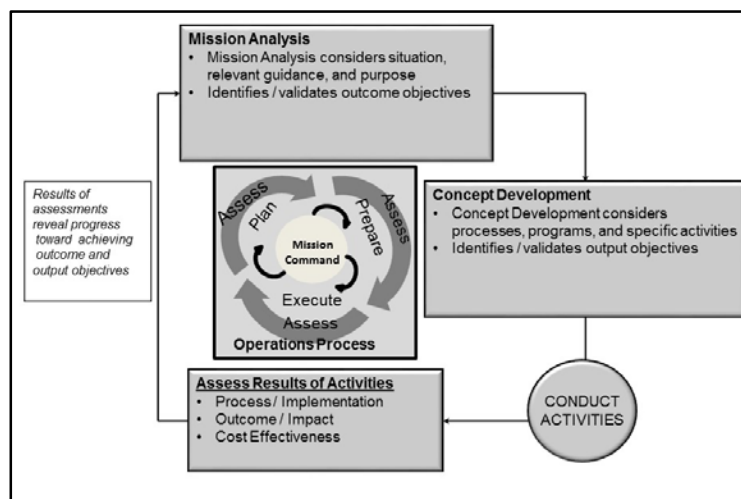 Mission Analysis
• Mission Analysis considers situation,
relevant guidance, and purpose
• Identifies / validates outcome objectives
Results of
assessments
reveal progress
toward achieving
outcome and
output objectives
Assess
Plan
Assess
Prepare
Mission
Command
Execute
Assess
Operations Process
Concept Development
• Concept Development considers
processes, programs, and specific activities
• Identifies / validates output objectives
Assess Results of Activities
• Process / Implementation
• Outcome / Impact
• Cost Effectiveness
CONDUCT
ACTIVITIES